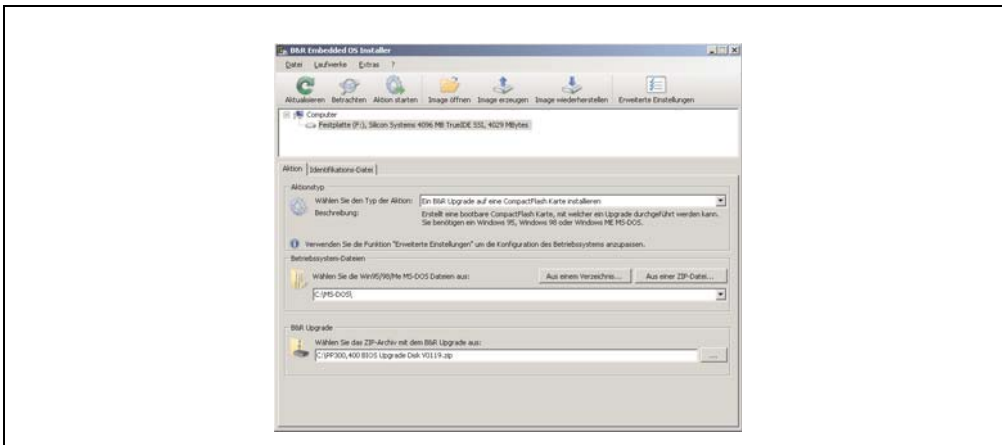 B&R Embedded OS Installer
Datei Laufwerke Extras ?
Aktualisieren Betrachten Aktion starten Image öffnen Image erzeugen Image wiederherstellen Erweiterte Einstellungen
Computer
Festplatte (F:), Silicon Systems 4096 MB TrueIDE SSI, 4029 MBytes
Aktion Identifikations-Datei
Aktionstyp
Wählen Sie den Typ der Aktion: Ein B&R Upgrade auf eine CompactFlash Karte installieren
Beschreibung: Erstellt eine bootbare CompactFlash Karte, mit welcher ein Upgrade durchgeführt werden kann.
Sie benötigen ein Windows 95, Windows 98 oder Windows ME MS-DOS.
Verwenden Sie die Funktion "Erweiterte Einstellungen" um die Konfiguration des Betriebssystems anzupassen.
Betriebssystem-Dateien
Wählen Sie die Win95/98/Me MS-DOS Dateien aus: Aus einem Verzeichnis... Aus einer ZIP-Datei...
C:\MS-DOS\
B&R Upgrade
Wählen Sie das ZIP-Archiv mit dem B&R Upgrade aus:
C:\PP300,400 BIOS Upgrade Disk V0119.zip ...